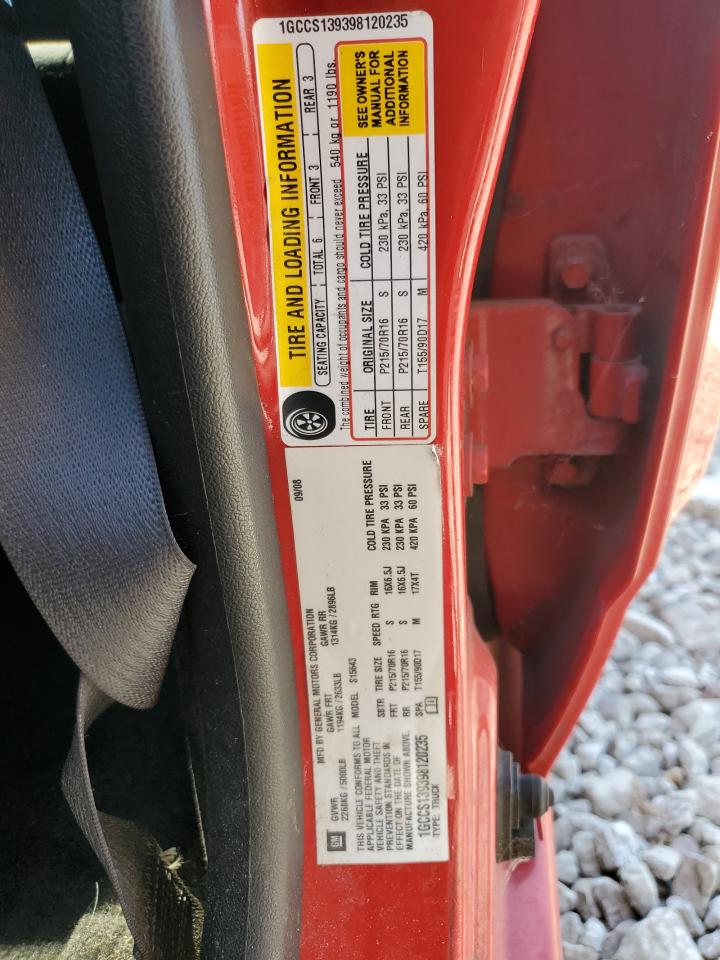 1GCCS139398120235
TIRE AND LOADING INFORMATION
SEATING CAPACITY TOTAL 6 FRONT 3 REAR 3
The combined weight of occupants and cargo should never exceed 540 kg or 1190 lbs.
TIRE ORIGINAL SIZE COLD TIRE PRESSURE
FRONT P215/70R16 S 230 kPa, 33 PSI
REAR P215/70R16 S 230 kPa, 33 PSI
SPARE T155/90D17 M 420 kPa, 60 PSI
SEE OWNER'S
MANUAL FOR
ADDITIONAL
INFORMATION
09/08
MFD BY GENERAL MOTORS CORPORATION
GM
GVWR GAWR FRT GAWR RR
2268KG / 5000LB 1194KG / 2633LB 1314KG / 2896LB
THIS VEHICLE CONFORMS TO ALL
APPLICABLE FEDERAL MOTOR
VEHICLE SAFETY AND THEFT
PREVENTION STANDARDS IN
EFFECT ON THE DATE OF
MANUFACTURE SHOWN ABOVE.
1GCCS139398120235
TYPE: TRUCK
MODEL S15643
SBTR TIRE SIZE SPEED RTG RIM COLD TIRE PRESSURE
FRT P215/70R16 S 16X6.5J 230 KPA 33 PSI
RR P215/70R16 S 16X6.5J 230 KPA 33 PSI
SPA T155/90D17 M 17X4T 420 KPA 60 PSI